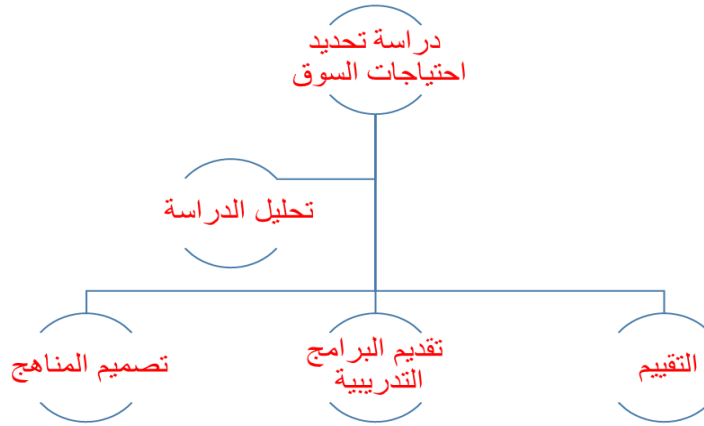 دراسة تحديد
احتياجات السوق
تحليل الدراسة
التقييم
تقديم البرامج
التدريبية
تصميم المناهج